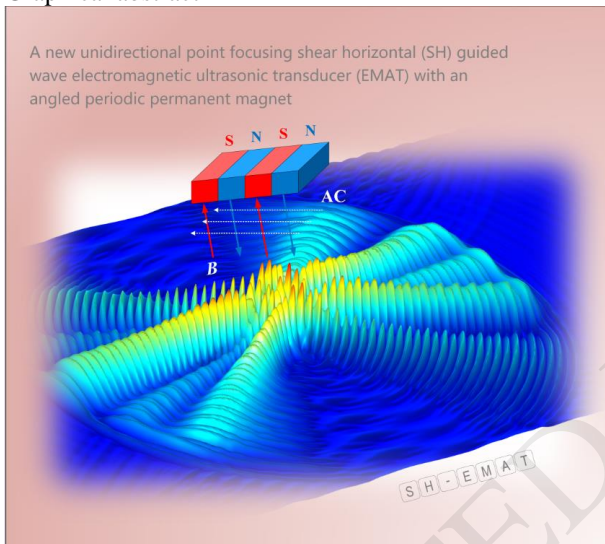 A new unidirectional point focusing shear horizontal (SH) guided
wave electromagnetic ultrasonic transducer (EMAT) with an
angled periodic permanent magnet
S N S N
AC
B
SH-EMAT